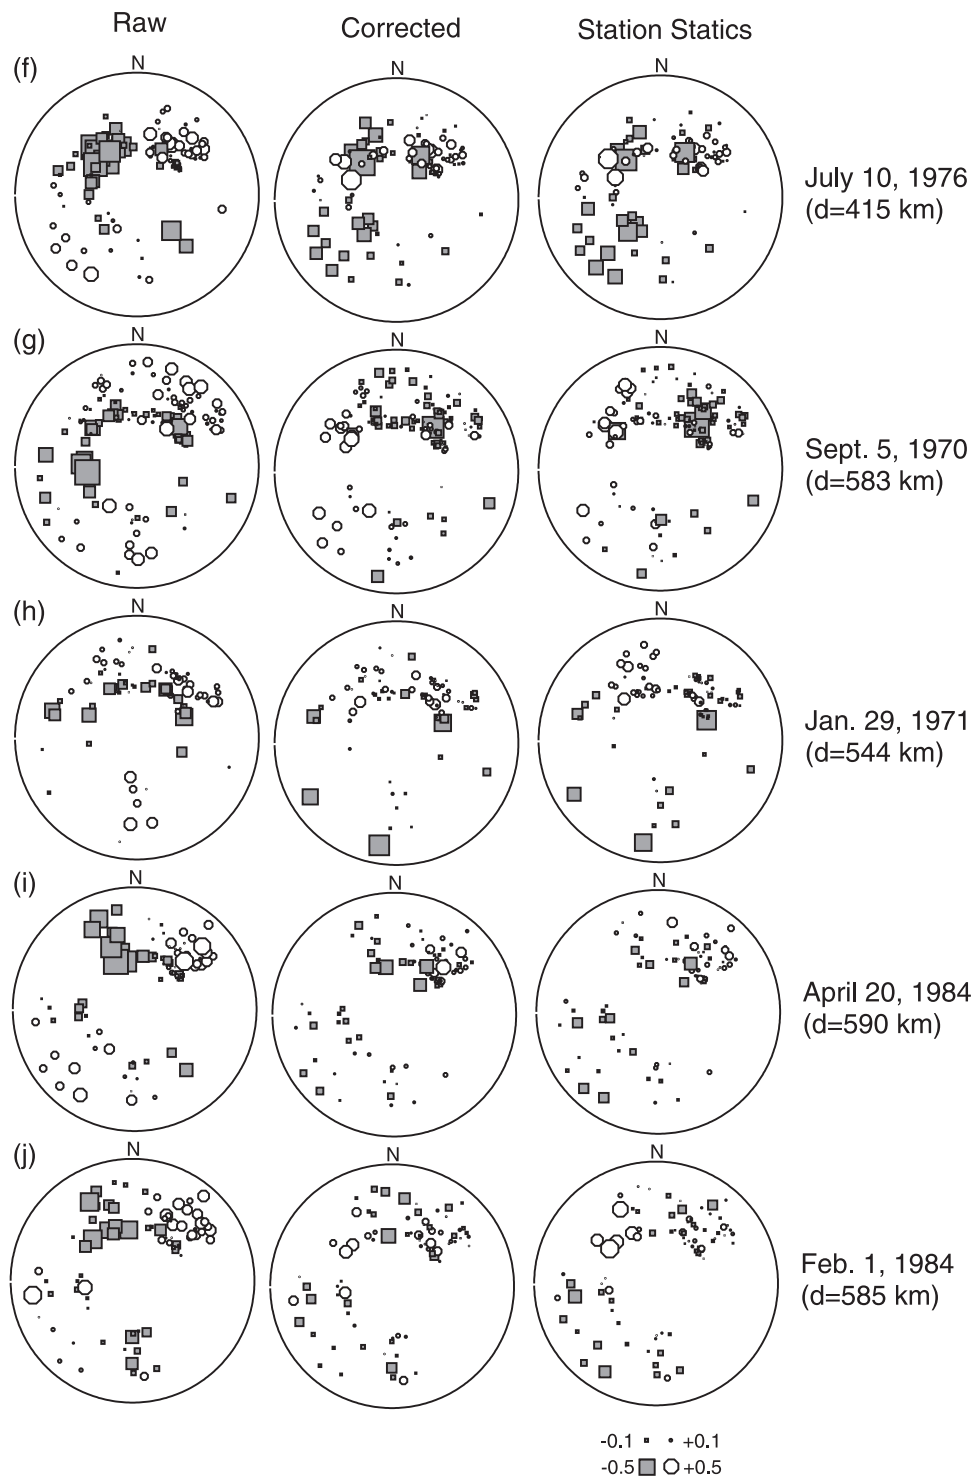 Raw Corrected Station Statics
(f) N N N
July 10, 1976
(d=415 km)
(g) N N N
Sept. 5, 1970
(d=583 km)
(h) N N N
Jan. 29, 1971
(d=544 km)
(i) N N N
April 20, 1984
(d=590 km)
(j) N N N
Feb. 1, 1984
(d=585 km)
-0.1 +0.1
-0.5 +0.5